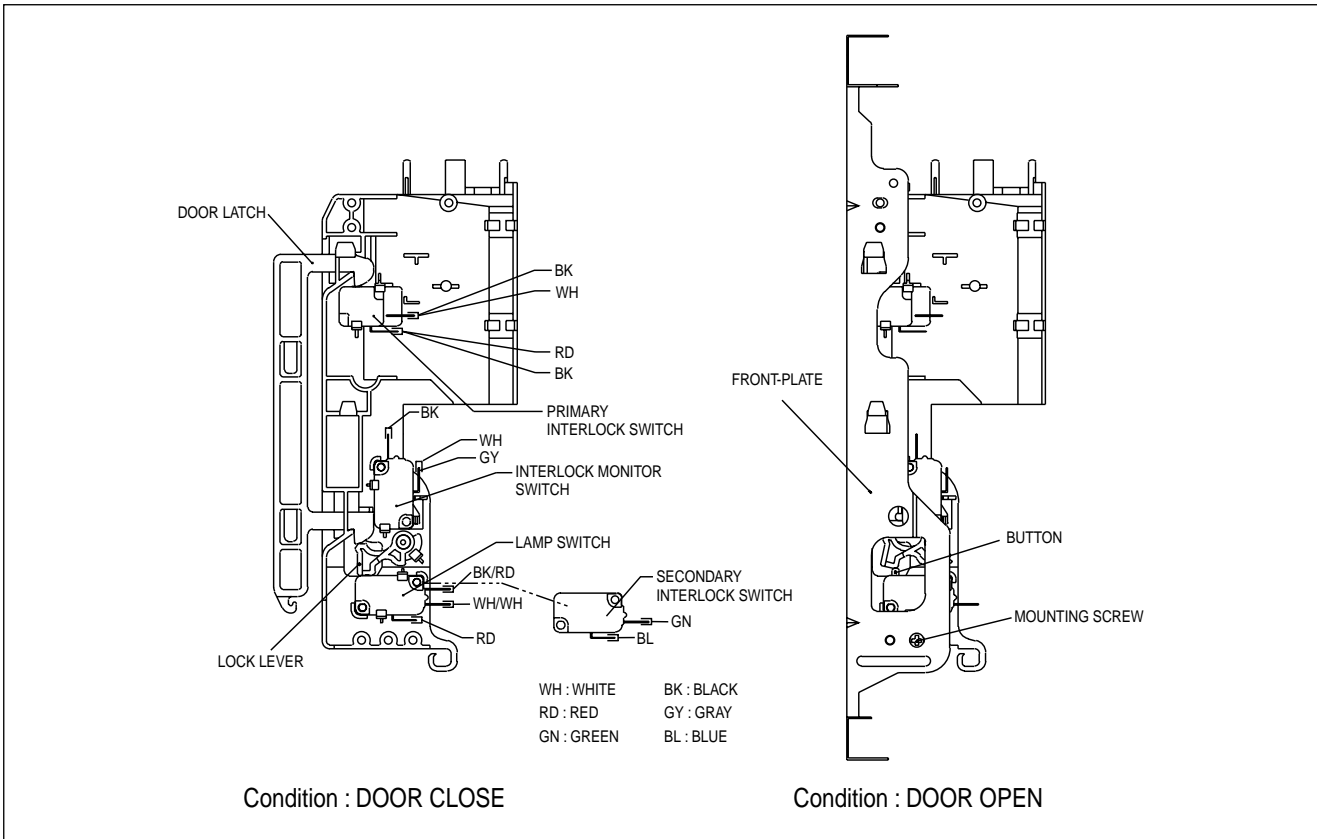 DOOR LATCH
BK
WH
RD
BK
PRIMARY
INTERLOCK SWITCH
BK
WH
GY
INTERLOCK MONITOR
SWITCH
LAMP SWITCH
BK/RD
WH/WH
RD
LOCK LEVER
SECONDARY
INTERLOCK SWITCH
GN
BL
WH : WHITE BK : BLACK
RD : RED GY : GRAY
GN : GREEN BL : BLUE
Condition : DOOR CLOSE
FRONT-PLATE
BUTTON
MOUNTING SCREW
Condition : DOOR OPEN